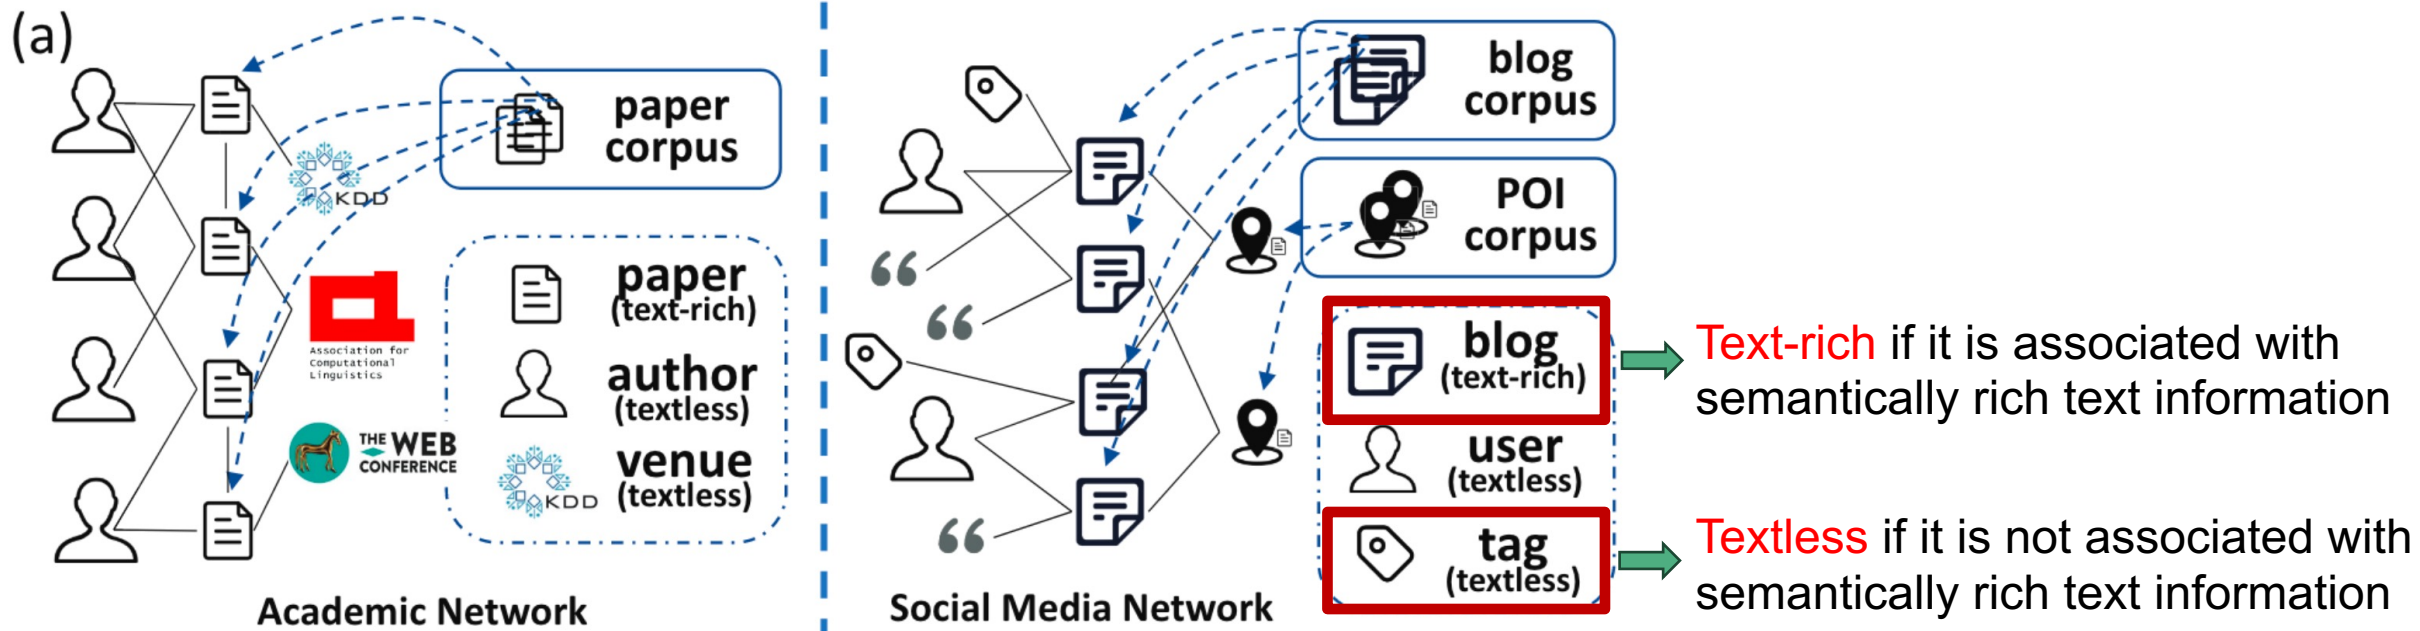 (a)
paper
corpus
KDD
Association for
Computational
Linguistics
THE WEB
CONFERENCE
paper
(text-rich)
author
(textless)
KDD
venue
(textless)
Academic Network
blog
corpus
POI
corpus
“
“
“
blog
(text-rich)
user
(textless)
tag
(textless)
Social Media Network
Text-rich if it is associated with
semantically rich text information
Textless if it is not associated with
semantically rich text information